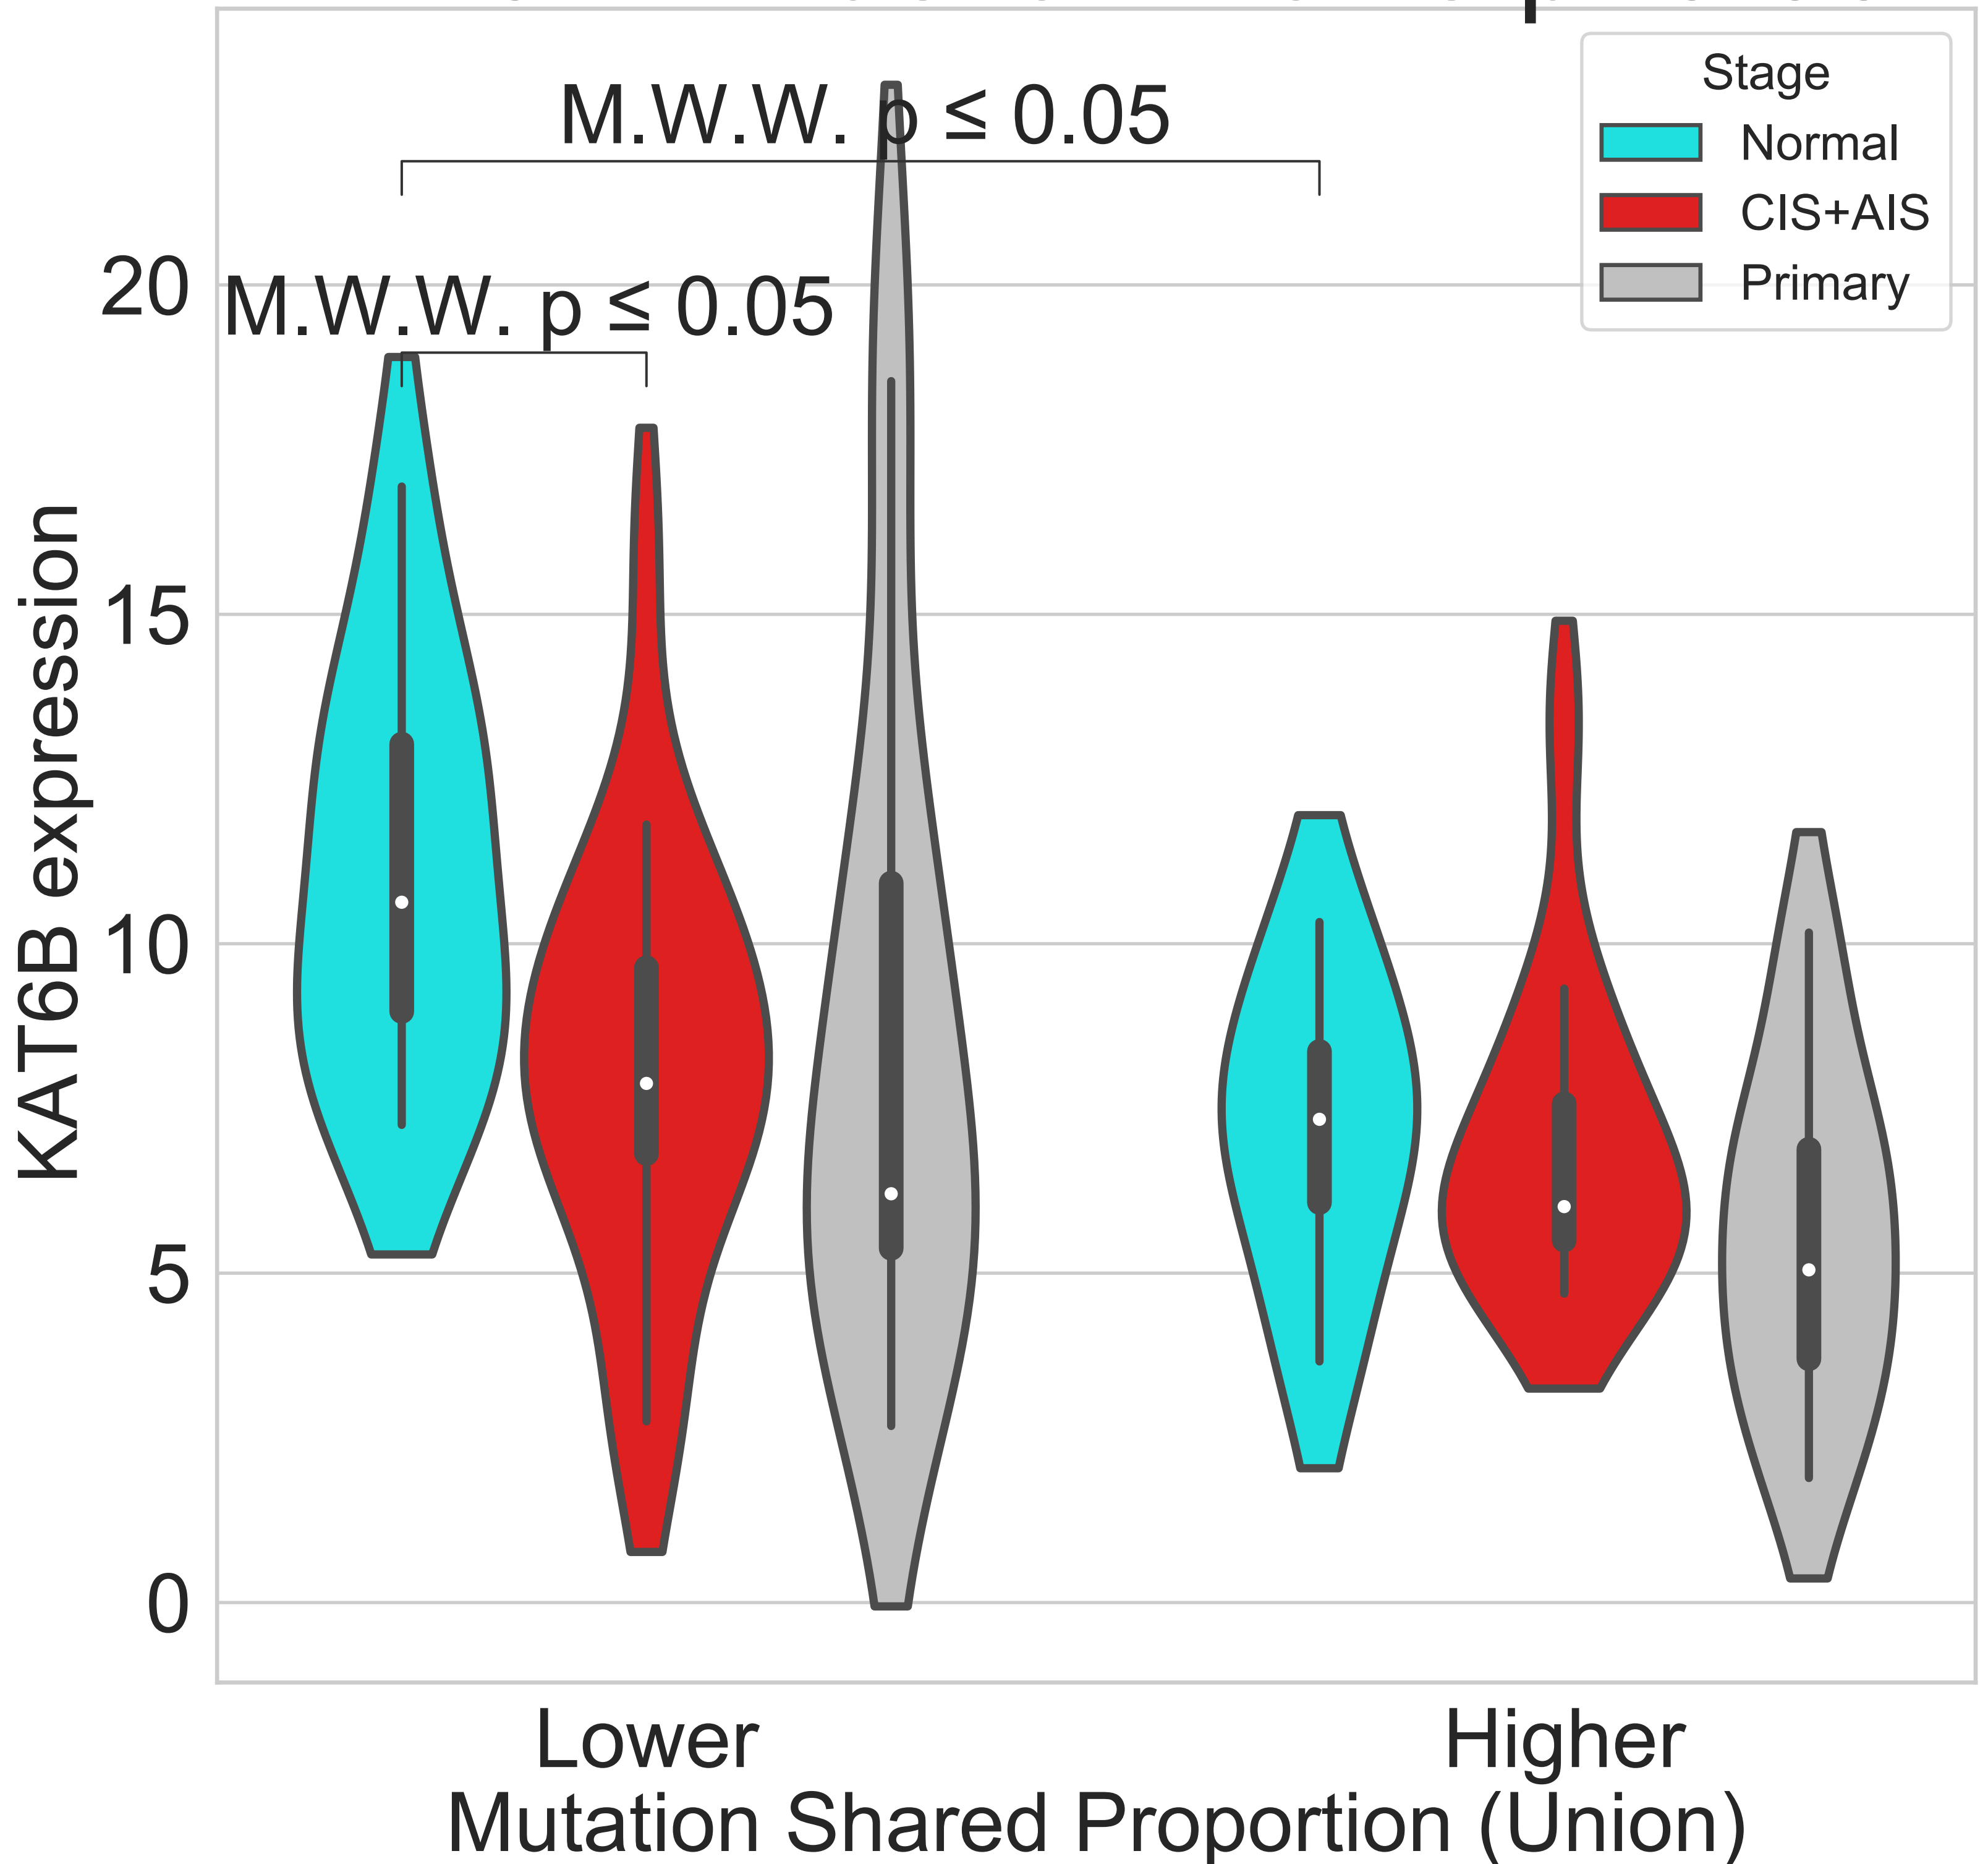 Stage
Normal
CIS+AIS
Primary
M.W.W. p ≤ 0.05
M.W.W. p ≤ 0.05
KAT6B expression
20
15
10
5
0
Lower
Higher
Mutation Shared Proportion (Union)